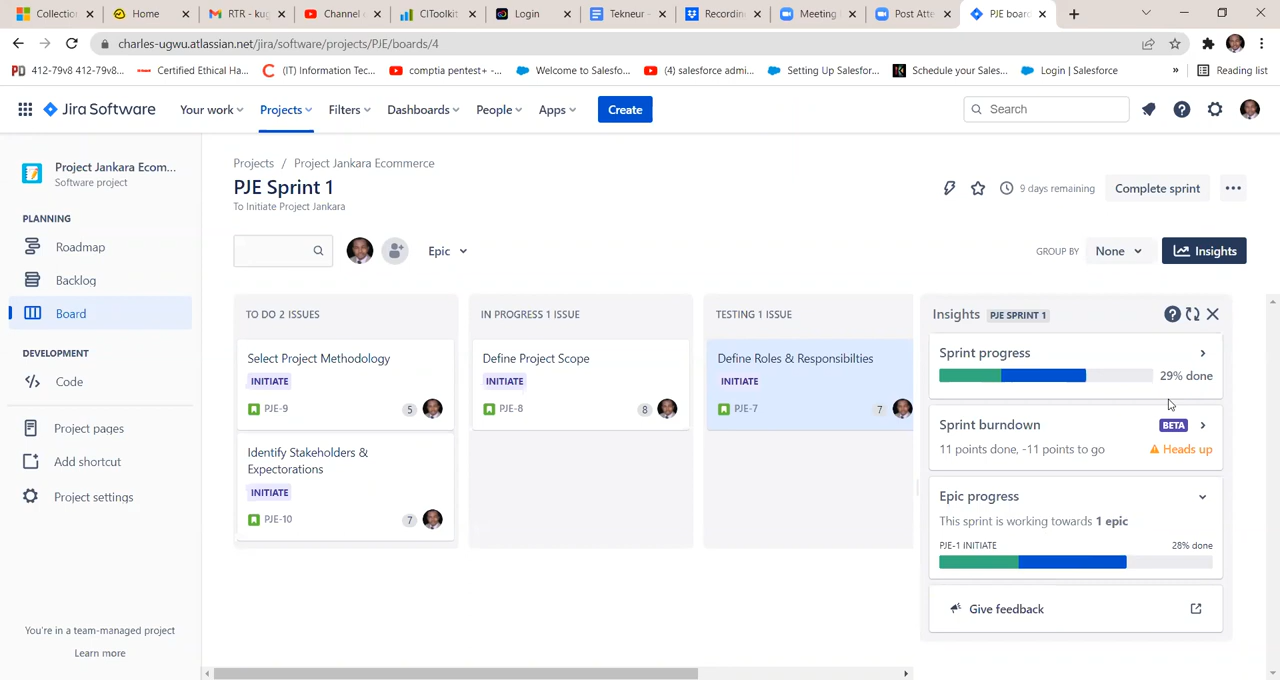 Collectio
Home
RTR - kug
Channel c
CIToolkit
Login
Tekneur -
Recordin
Meeting I
Post Atte
PJE boar
charles-ugwu.atlassian.net/jira/software/projects/PJE/boards/4
PD 412-79v8 412-79v8...
Certified Ethical Ha...
(IT) Information Tec...
comptia pentest+ -...
Welcome to Salesfo...
(4) salesforce admi...
Setting Up Salesfor...
Schedule your Sales...
Login | Salesforce
»
Reading list
Jira Software
Your work
Projects
Filters
Dashboards
People
Apps
Create
Search
Project Jankara Ecom...
Software project
PLANNING
Roadmap
Backlog
Board
DEVELOPMENT
Code
Project pages
Add shortcut
Project settings
You're in a team-managed project
Learn more
Projects / Project Jankara Ecommerce
PJE Sprint 1
To Initiate Project Jankara
9 days remaining
Complete sprint
Epic
GROUP BY
None
Insights
TO DO 2 ISSUES
Select Project Methodology
INITIATE
PJE-9
5
Identify Stakeholders &
Expectorations
INITIATE
PJE-10
7
IN PROGRESS 1 ISSUE
Define Project Scope
INITIATE
PJE-8
8
TESTING 1 ISSUE
Define Roles & Responsibilties
INITIATE
PJE-7
7
Insights PJE SPRINT 1
Sprint progress
29% done
Sprint burndown BETA
11 points done, -11 points to go Heads up
Epic progress
This sprint is working towards 1 epic
PJE-1 INITIATE 28% done
Give feedback